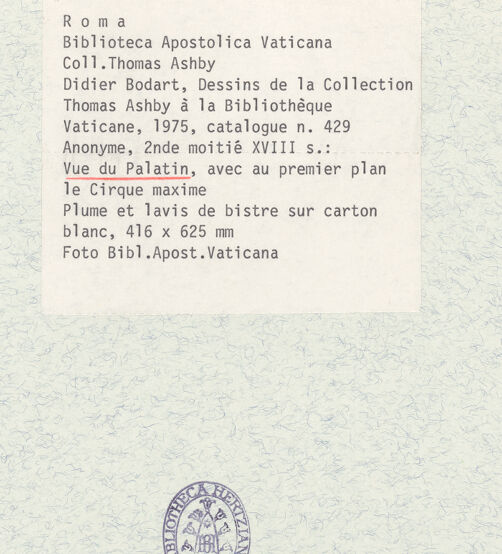 R o m a
Biblioteca Apostolica Vaticana
Coll.Thomas Ashby
Didier Bodart, Dessins de la Collection
Thomas Ashby à la Bibliothèque
Vaticane, 1975, catalogue n. 429
Anonyme, 2nde moitié XVIII s.:
Vue du Palatin, avec au premier plan
le Cirque maxime
Plume et lavis de bistre sur carton
blanc, 416 x 625 mm
Foto Bibl.Apost.Vaticana
BIBLIOTHECA HERTZIAN